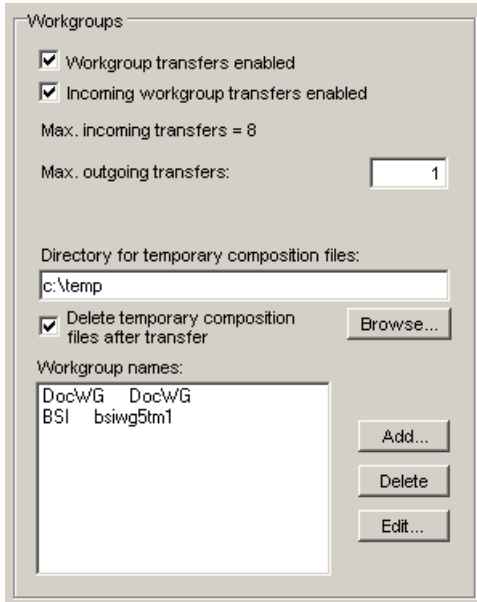 Workgroups
Workgroup transfers enabled
Incoming workgroup transfers enabled
Max. incoming transfers = 8
Max. outgoing transfers: 1
Directory for temporary composition files:
c:\temp
Delete temporary composition
files after transfer
Browse...
Workgroup names:
DocWG DocWG
BSI bsiwg5tm1
Add...
Delete
Edit...